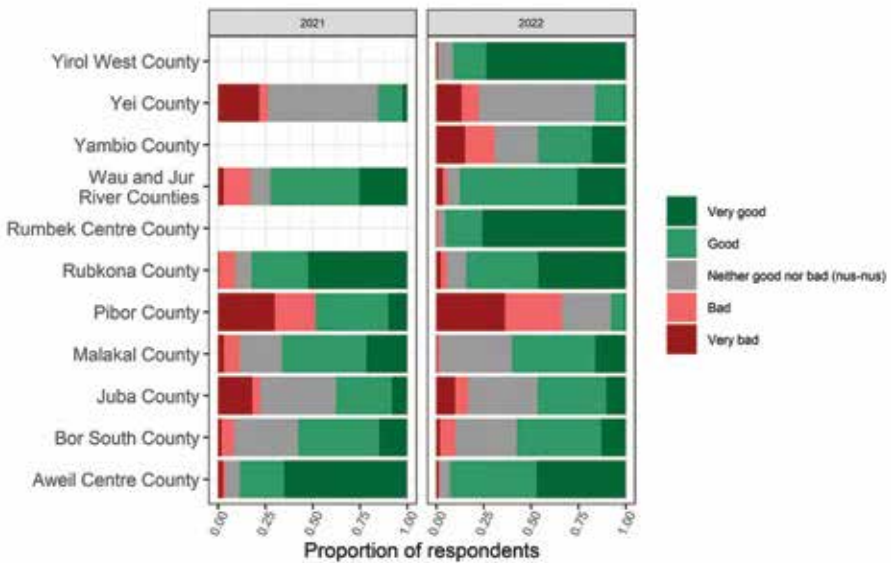 2021
2022
Yirol West County
Yei County
Yambio County
Wau and Jur
River Counties
Rumbek Centre County
Rubkona County
Pibor County
Malakal County
Juba County
Bor South County
Aweil Centre County
0.00
0.25
0.50
0.75
1.00
0.00
0.25
0.50
0.75
1.00
Proportion of respondents
Very good
Good
Neither good nor bad (nus-nus)
Bad
Very bad